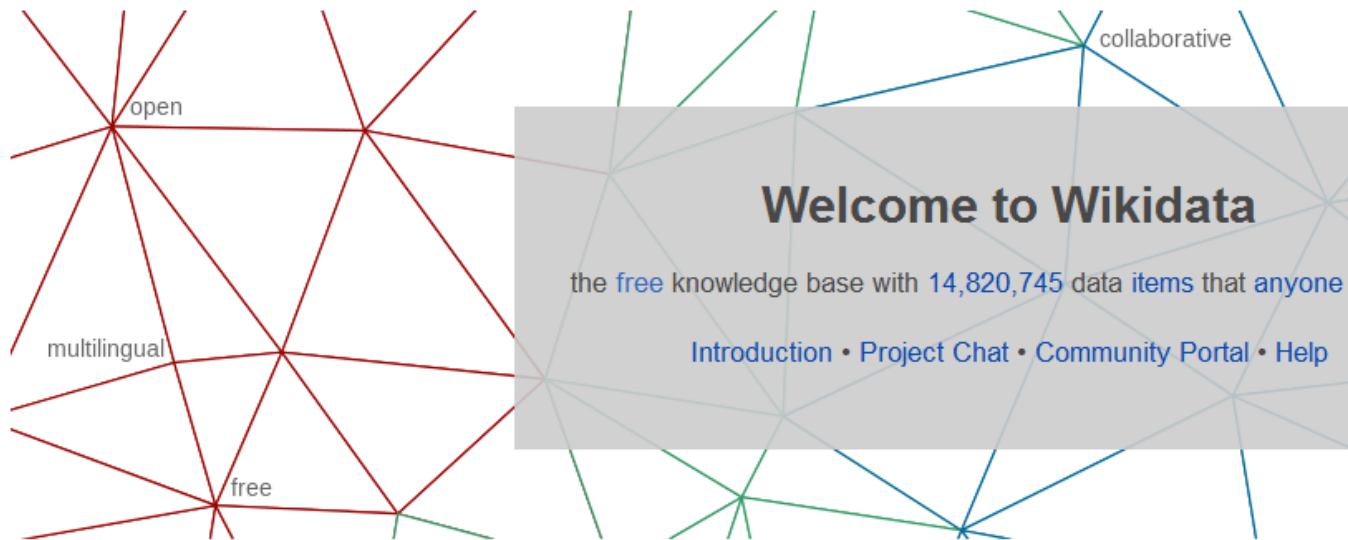 collaborative
open
Welcome to Wikidata
the free knowledge base with 14,820,745 data items that anyone
Introduction • Project Chat • Community Portal • Help
multilingual
free